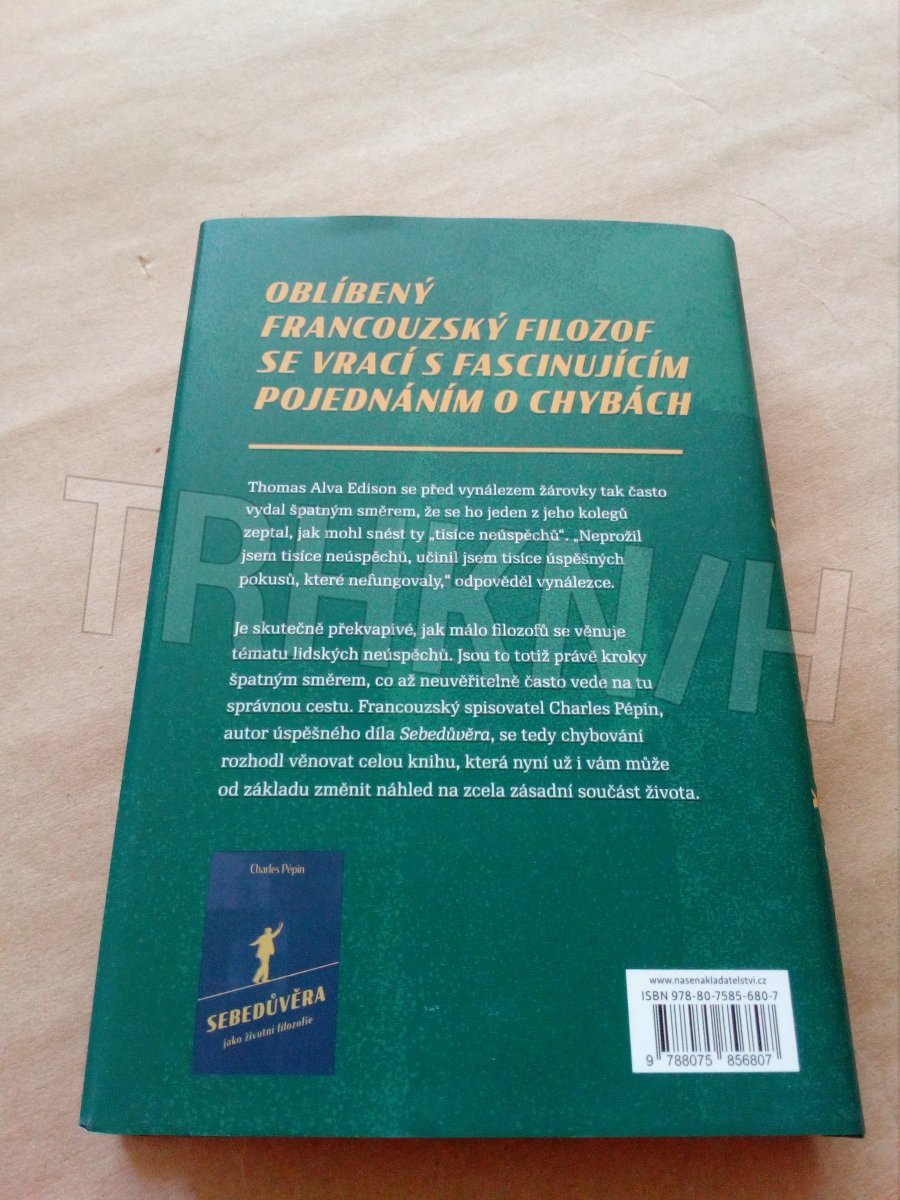 OBLÍBENÝ
FRANCOUZSKÝ FILOZOF
SE VRACÍ S FASCINUJÍCÍM
POJEDNÁNÍM O CHYBÁCH
Thomas Alva Edison se před vynálezem žárovky tak často
vydal špatným směrem, že se ho jeden z jeho kolegů
zeptal, jak mohl snést ty „tisíce neúspěchů“. „Neprožil
jsem tisíce neúspěchů, učinil jsem tisíce úspěšných
pokusů, které nefungovaly,“ odpověděl vynálezce.
Je skutečně překvapivé, jak málo filozofů se věnuje
tématu lidských neúspěchů. Jsou to totiž právě kroky
špatným směrem, co až neuvěřitelně často vede na tu
správnou cestu. Francouzský spisovatel Charles Pépin,
autor úspěšného díla Sebedůvěra, se tedy chybování
rozhodl věnovat celou knihu, která nyní už i vám může
od základu změnit náhled na zcela zásadní součást života.
Charles Pépin
SEBEDŮVĚRA
jako životní filozofie
www.nasenakladatelstvi.cz
ISBN 978-80-7585-680-7
9 788075 856807